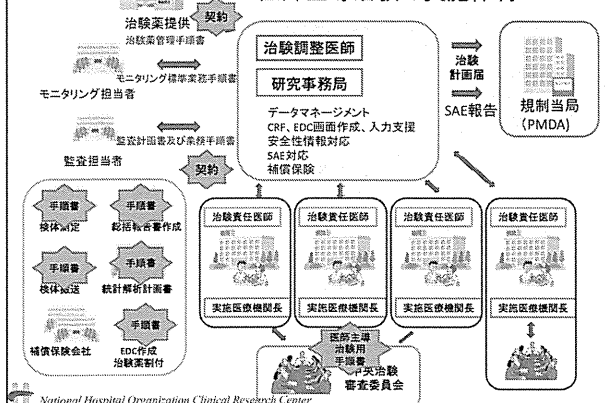 治験薬提供
契約
治験薬管理手順書
モニタリング標準業務手順書
モニタリング担当者
監査計画書及び業務手順書
監査担当者
契約
治験調整医師
研究事務局
データマネージメント
CRF、EDC画面作成、入力支援
安全性情報対応
SAE対応
補償保険
治験
計画届
SAE報告
規制当局
(PMDA)
手順書
検体測定
手順書
総括報告書作成
手順書
検体搬送
手順書
統計解析計画書
補償保険会社
手順書
EDC作成
治験薬割付
治験責任医師
治験責任医師
治験責任医師
治験責任医師
実施医療機関長
実施医療機関長
実施医療機関長
実施医療機関長
医師主導
治験用
手順書
中央治験
審査委員会
National Hospital Organization Clinical Research Center